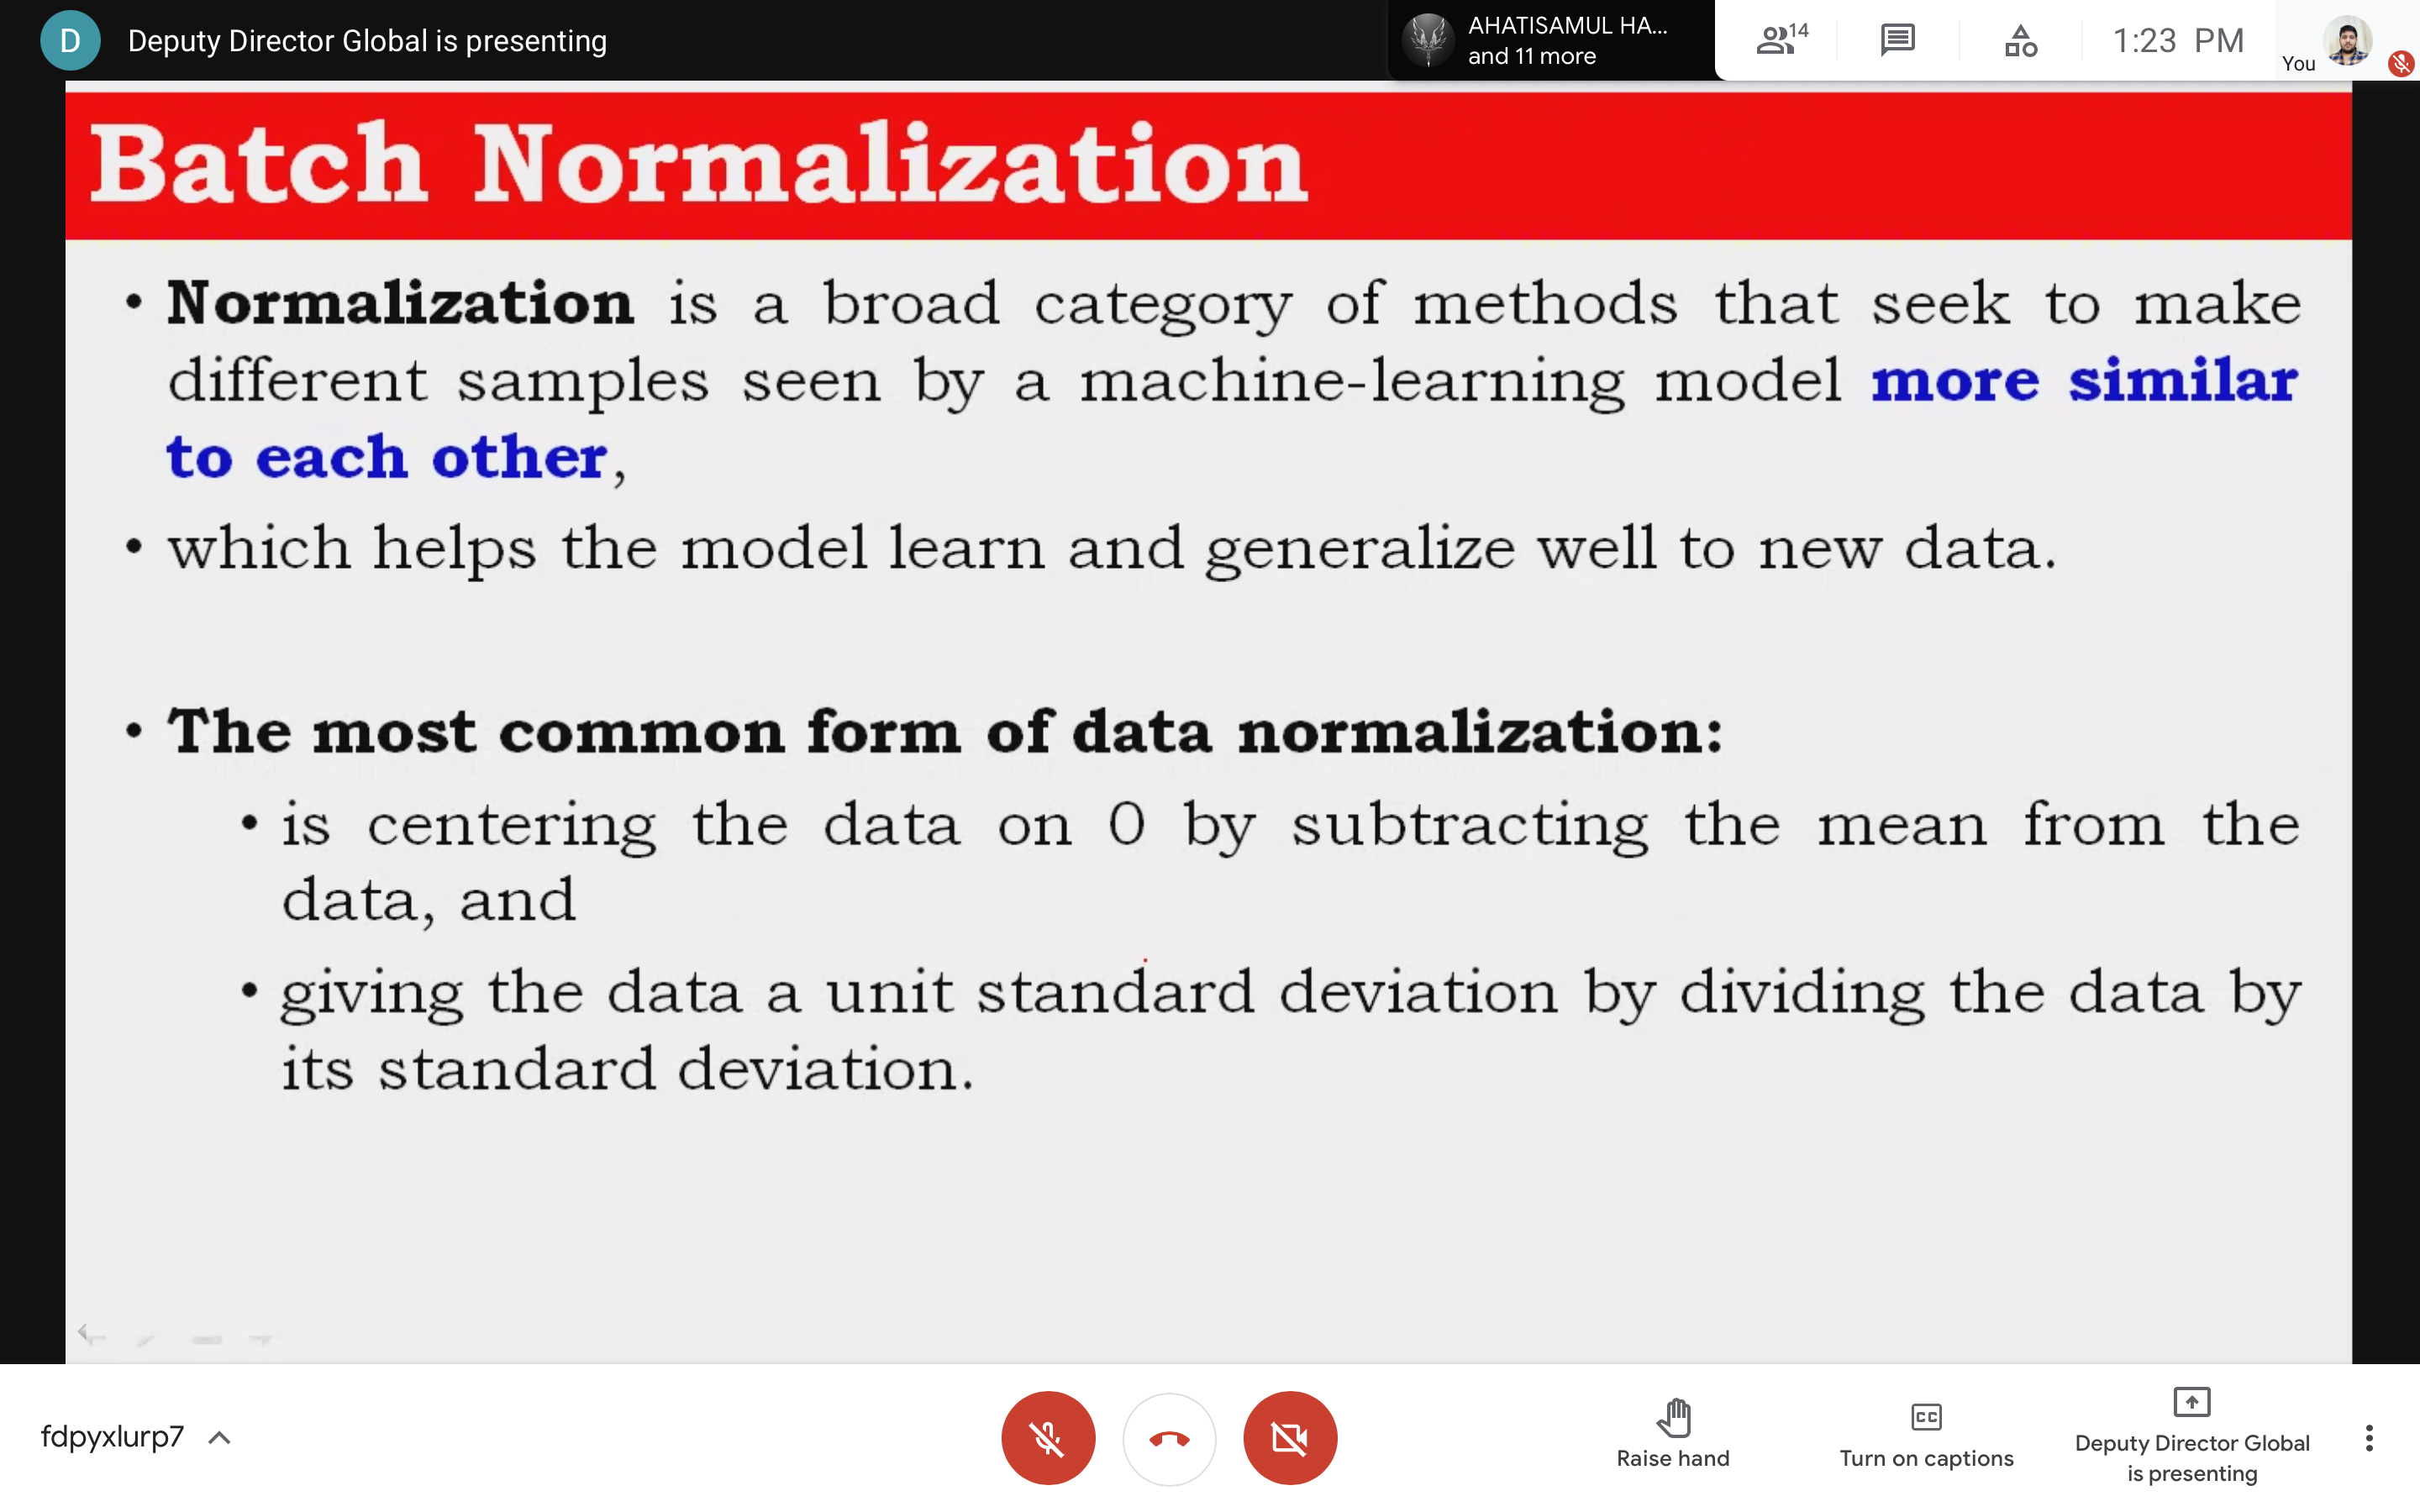 D Deputy Director Global is presenting
AHATISAMUL HA...
and 11 more
14
1:23 PM
You
Batch Normalization
• Normalization is a broad category of methods that seek to make
different samples seen by a machine-learning model more similar
to each other,
• which helps the model learn and generalize well to new data.
• The most common form of data normalization:
• is centering the data on 0 by subtracting the mean from the
data, and
• giving the data a unit standard deviation by dividing the data by
its standard deviation.
fdpyxlurp7
Raise hand
CC
Turn on captions
Deputy Director Global
is presenting